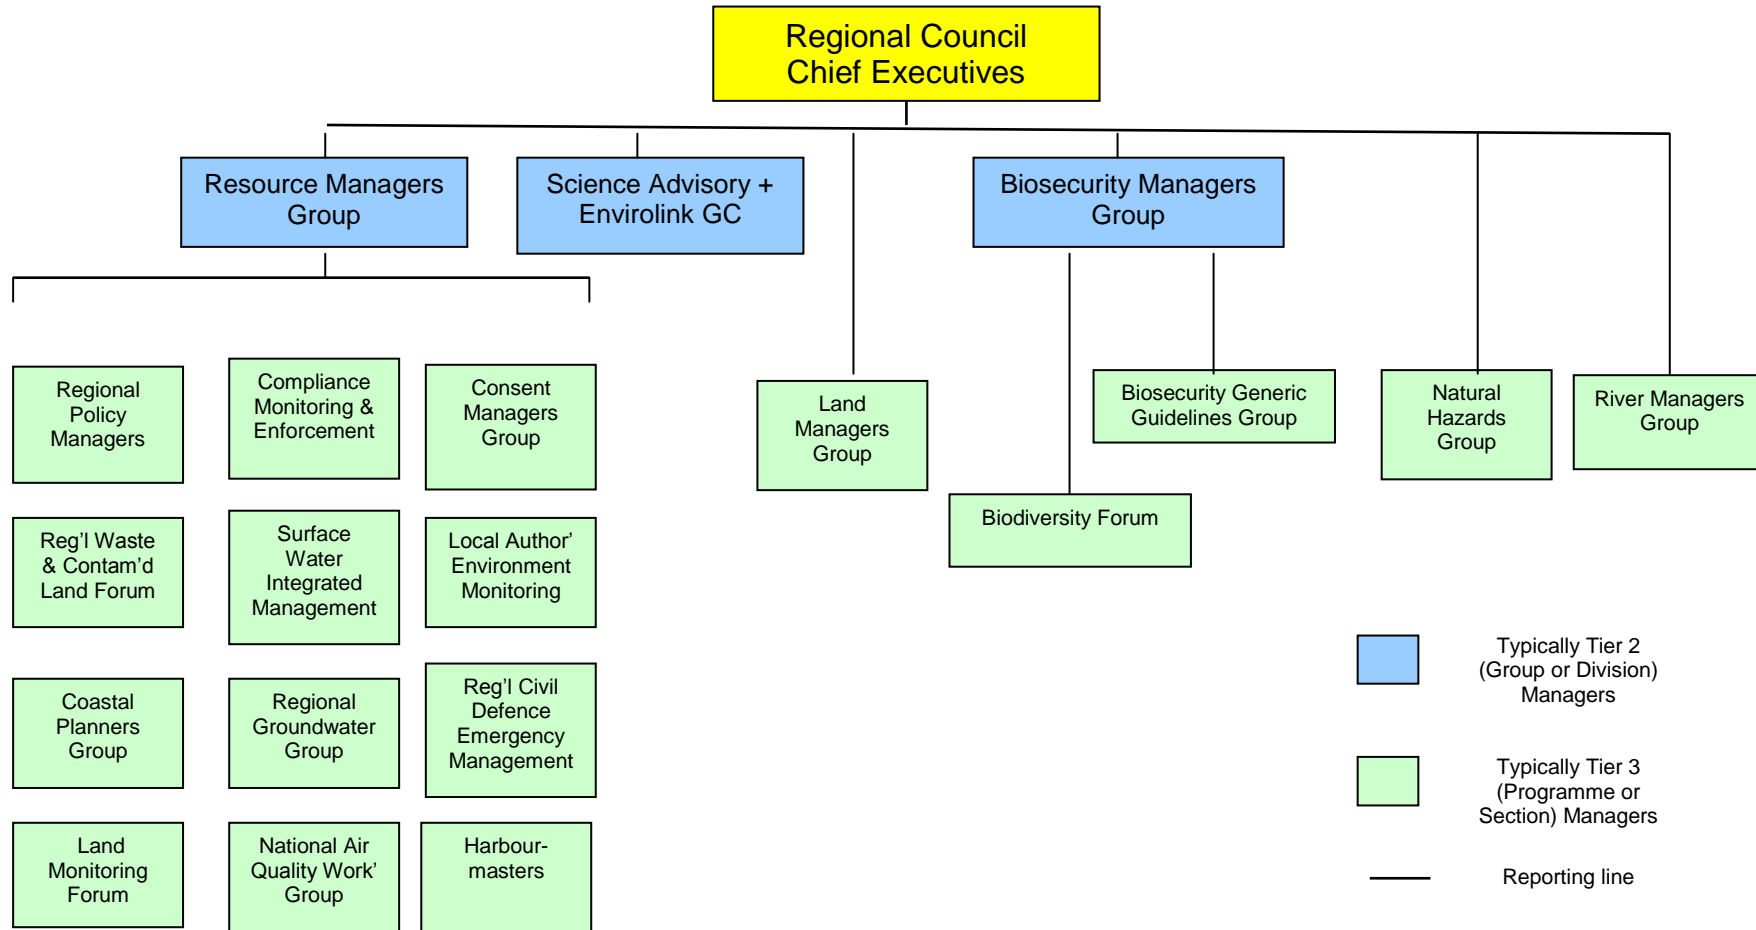 Regional Council
Chief Executives
Resource Managers
Group
Science Advisory +
Envirolink GC
Biosecurity Managers
Group
Regional
Policy
Managers
Compliance
Monitoring &
Enforcement
Consent
Managers
Group
Land
Managers
Group
Biosecurity Generic
Guidelines Group
Natural
Hazards
Group
River Managers
Group
Biodiversity Forum
Reg'l Waste
& Contam'd
Land Forum
Surface
Water
Integrated
Management
Local Author'
Environment
Monitoring
Coastal
Planners
Group
Regional
Groundwater
Group
Reg'l Civil
Defence
Emergency
Management
Land
Monitoring
Forum
National Air
Quality Work'
Group
Harbour-
masters
Typically Tier 2
(Group or Division)
Managers
Typically Tier 3
(Programme or
Section) Managers
Reporting line